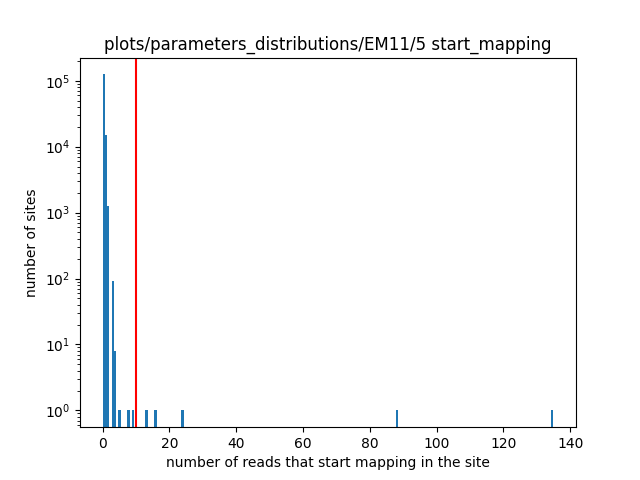 plots/parameters_distributions/EM11/5 start_mapping
number of sites
10^5
10^4
10^3
10^2
10^1
10^0
0 20 40 60 80 100 120 140
number of reads that start mapping in the site